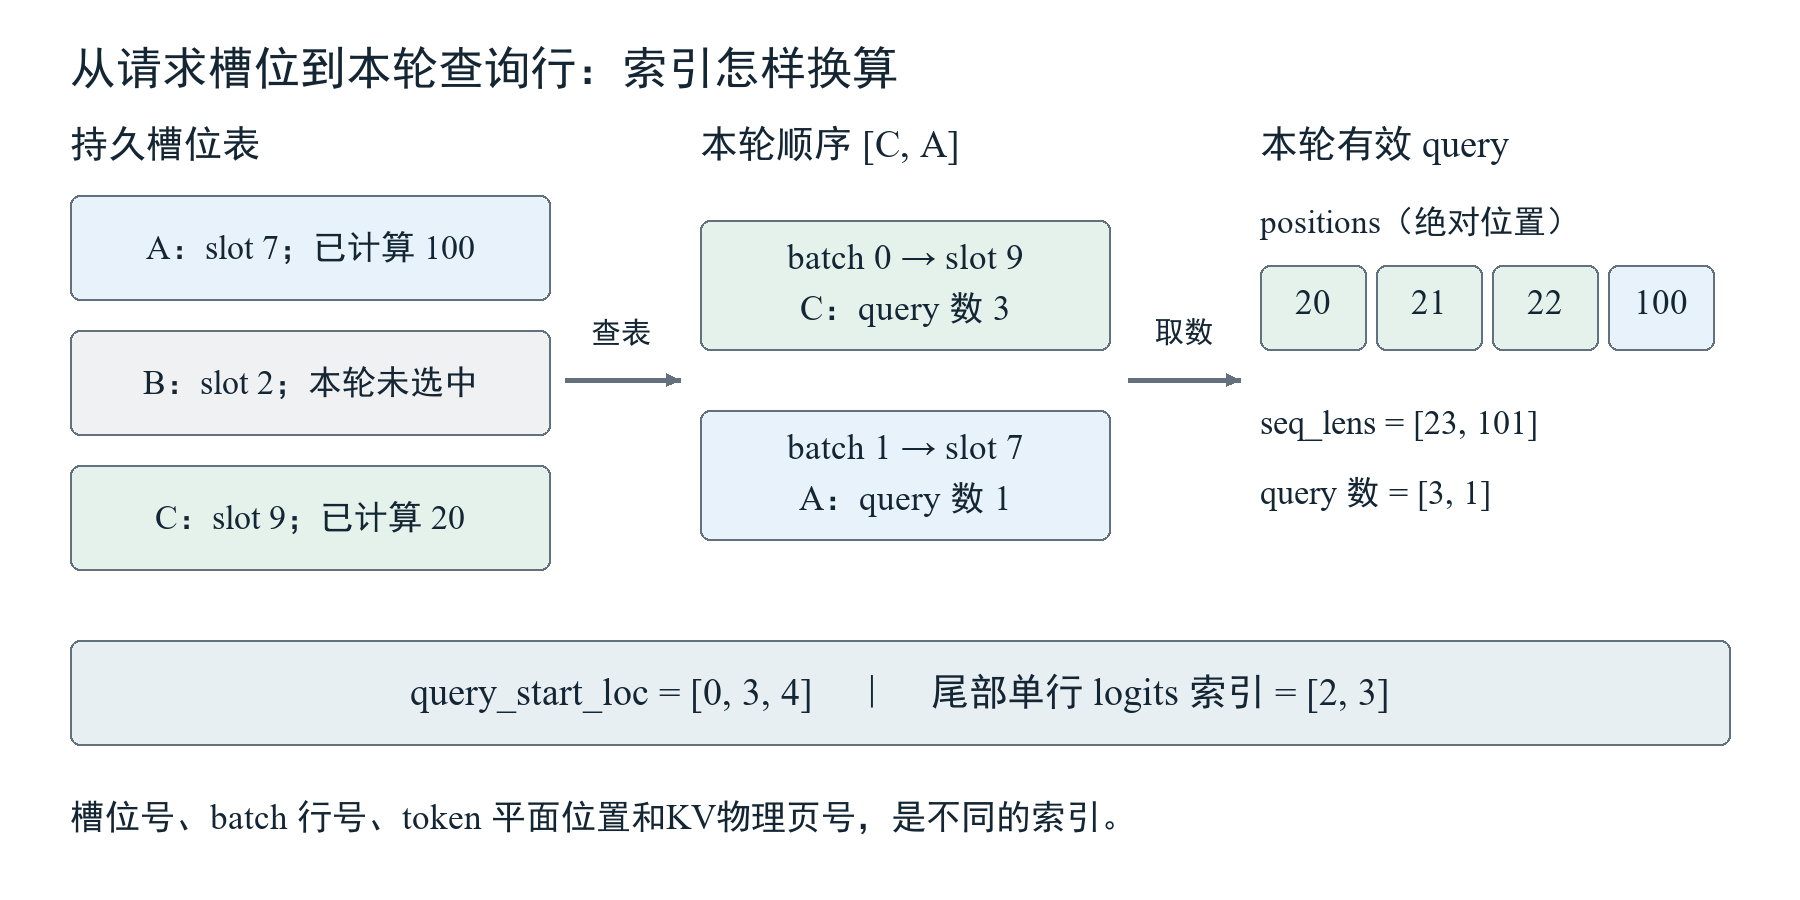 从请求槽位到本轮查询行：索引怎样换算
持久槽位表
A：slot 7；已计算 100
B：slot 2；本轮未选中
C：slot 9；已计算 20
查表
本轮顺序 [C, A]
batch 0 → slot 9
C：query 数 3
batch 1 → slot 7
A：query 数 1
取数
本轮有效 query
positions（绝对位置）
20 21 22 100
seq_lens = [23, 101]
query 数 = [3, 1]
query_start_loc = [0, 3, 4] | 尾部单行 logits 索引 = [2, 3]
槽位号、batch 行号、token 平面位置和KV物理页号，是不同的索引。